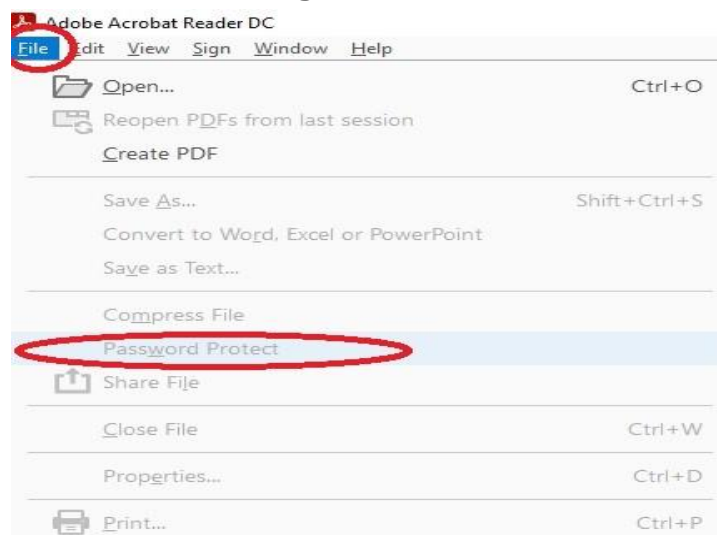 Adobe Acrobat Reader DC
File Edit View Sign Window Help
Open... Ctrl+O
Reopen PDFs from last session
Create PDF
Save As... Shift+Ctrl+S
Convert to Word, Excel or PowerPoint
Save as Text...
Compress File
Password Protect
Share File
Close File Ctrl+W
Properties... Ctrl+D
Print... Ctrl+P